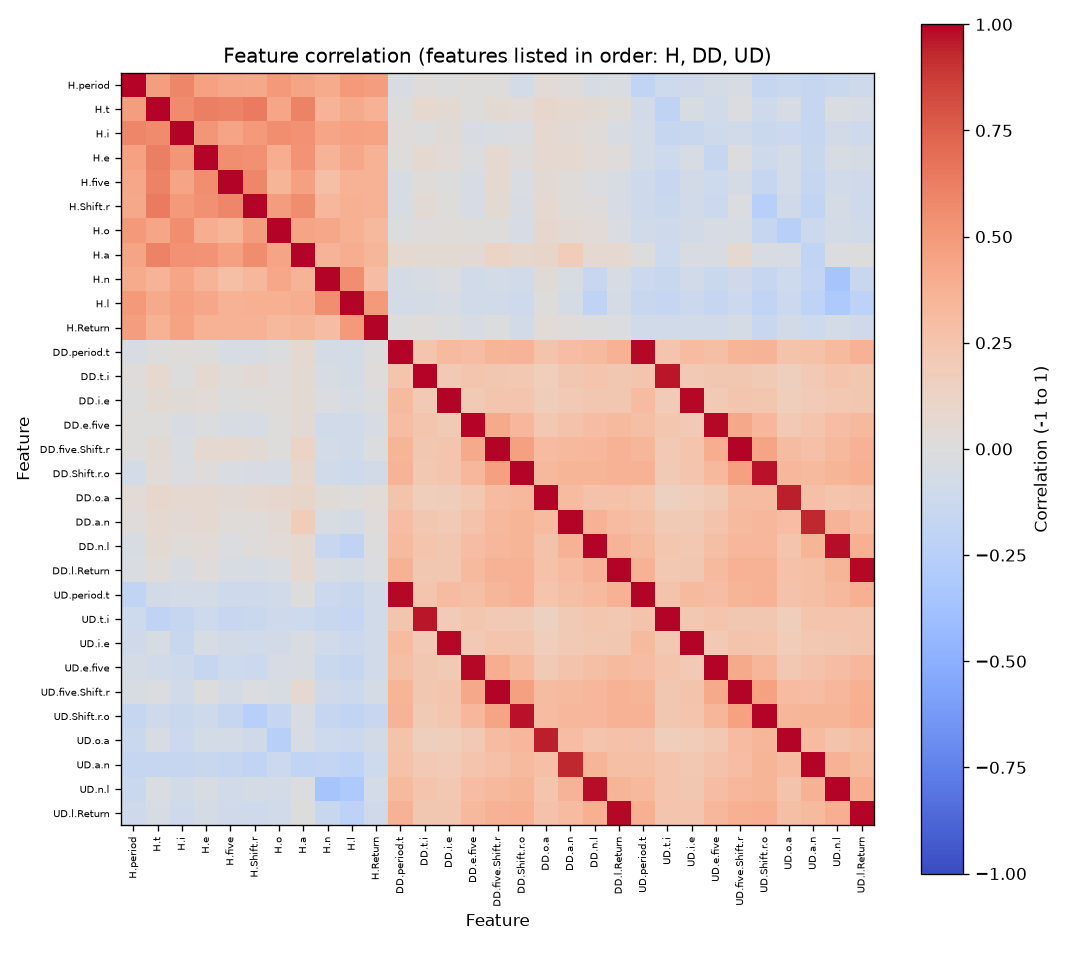 Feature correlation (features listed in order: H, DD, UD)
H.period
H.t
H.i
H.e
H.five
H.Shift.r
H.o
H.a
H.n
H.l
H.Return
DD.period.t
DD.t.i
DD.i.e
DD.e.five
DD.five.Shift.r
DD.Shift.r.o
DD.o.a
DD.a.n
DD.n.l
DD.l.Return
UD.period.t
UD.t.i
UD.i.e
UD.e.five
UD.five.Shift.r
UD.Shift.r.o
UD.o.a
UD.a.n
UD.n.l
UD.l.Return
Feature
H.period
H.t
H.i
H.e
H.five
H.Shift.r
H.o
H.a
H.n
H.l
H.Return
DD.period.t
DD.t.i
DD.i.e
DD.e.five
DD.five.Shift.r
DD.Shift.r.o
DD.o.a
DD.a.n
DD.n.l
DD.l.Return
UD.period.t
UD.t.i
UD.i.e
UD.e.five
UD.five.Shift.r
UD.Shift.r.o
UD.o.a
UD.a.n
UD.n.l
UD.l.Return
Feature
1.00
0.75
0.50
0.25
0.00
−0.25
−0.50
−0.75
−1.00
Correlation (-1 to 1)